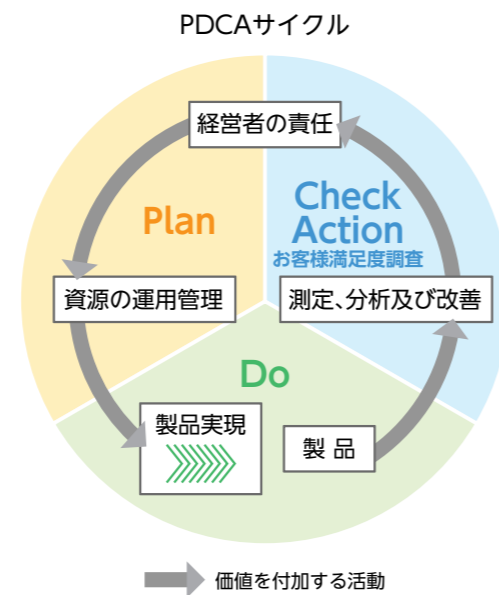 PDCAサイクル
経営者の責任
Plan
Check
Action
お客様満足度調査
資源の運用管理
測定、分析及び改善
Do
製品実現
製 品
価値を付加する活動